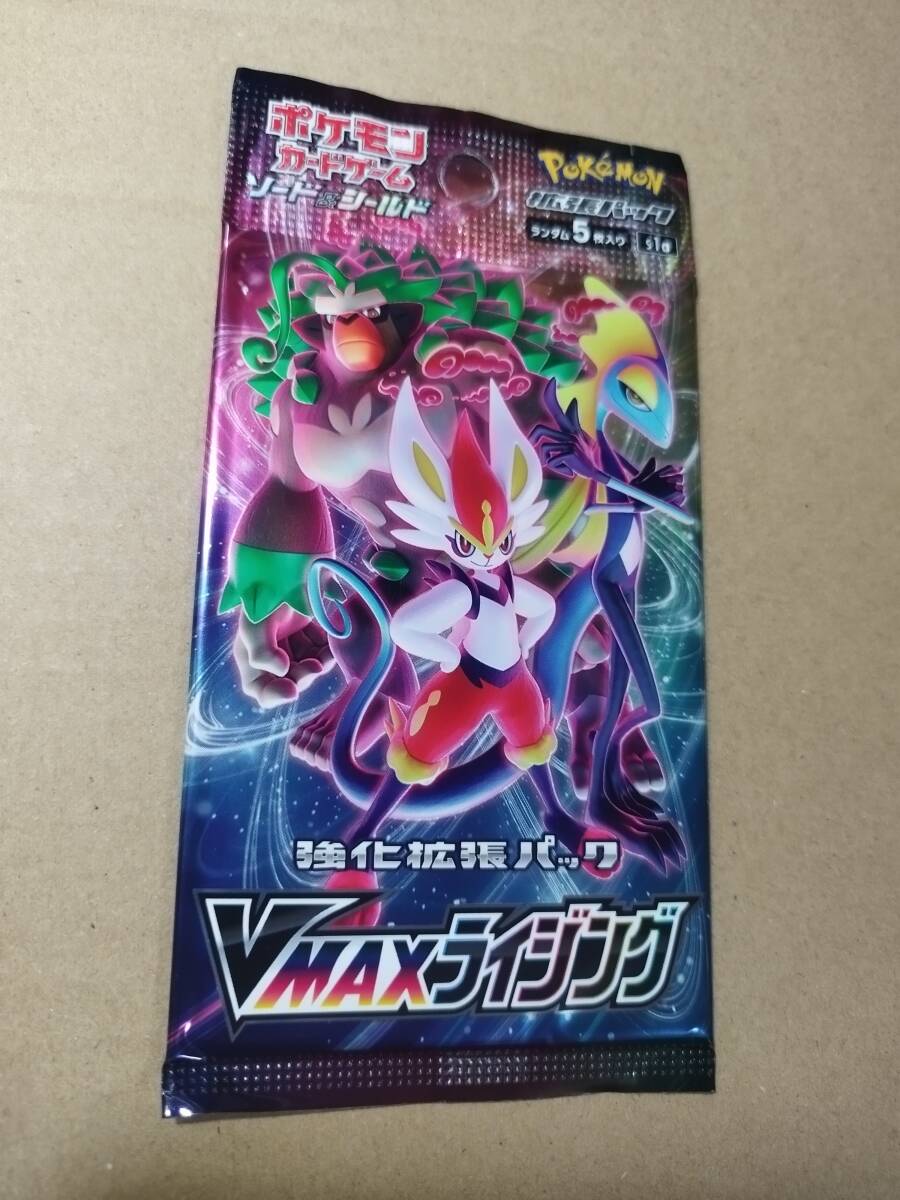 ポケモン
カードゲーム
ソード&シールド
POKéMON
拡張パック
ランダム5枚入り s1a
強化拡張パック
VMAXライジング